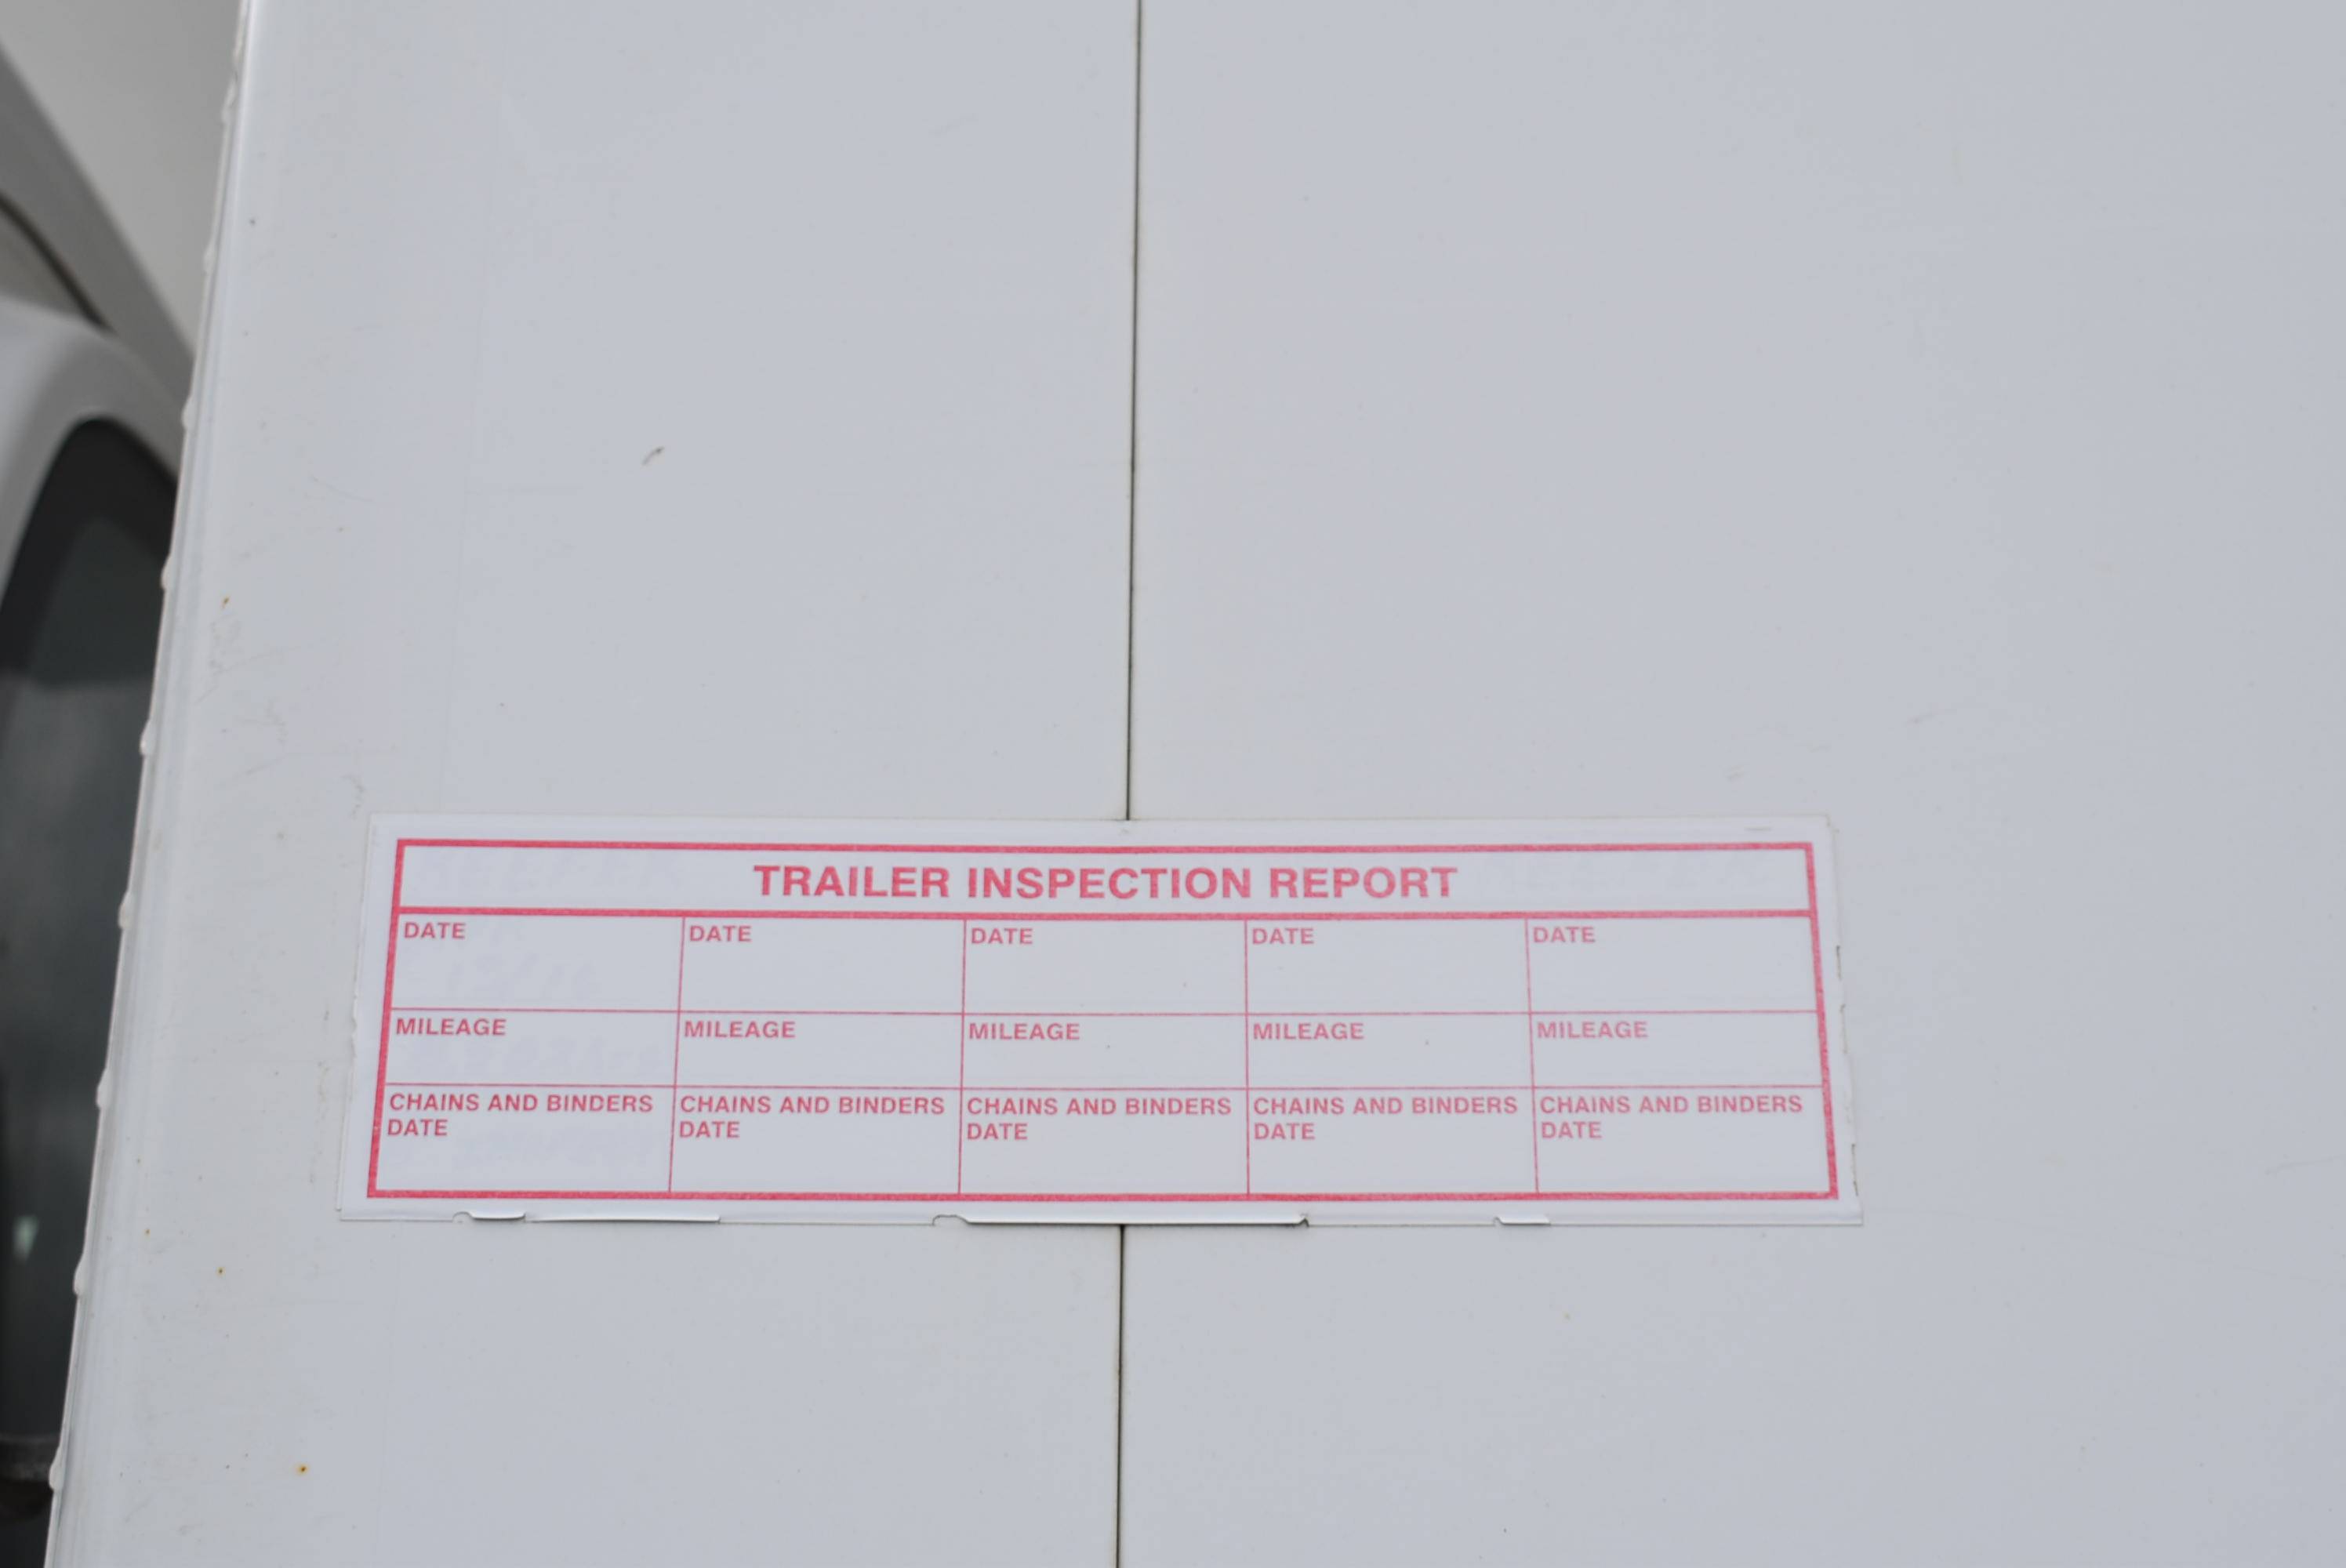 TRAILER INSPECTION REPORT
DATE DATE DATE DATE DATE
MILEAGE MILEAGE MILEAGE MILEAGE MILEAGE
CHAINS AND BINDERS CHAINS AND BINDERS CHAINS AND BINDERS CHAINS AND BINDERS CHAINS AND BINDERS
DATE DATE DATE DATE DATE